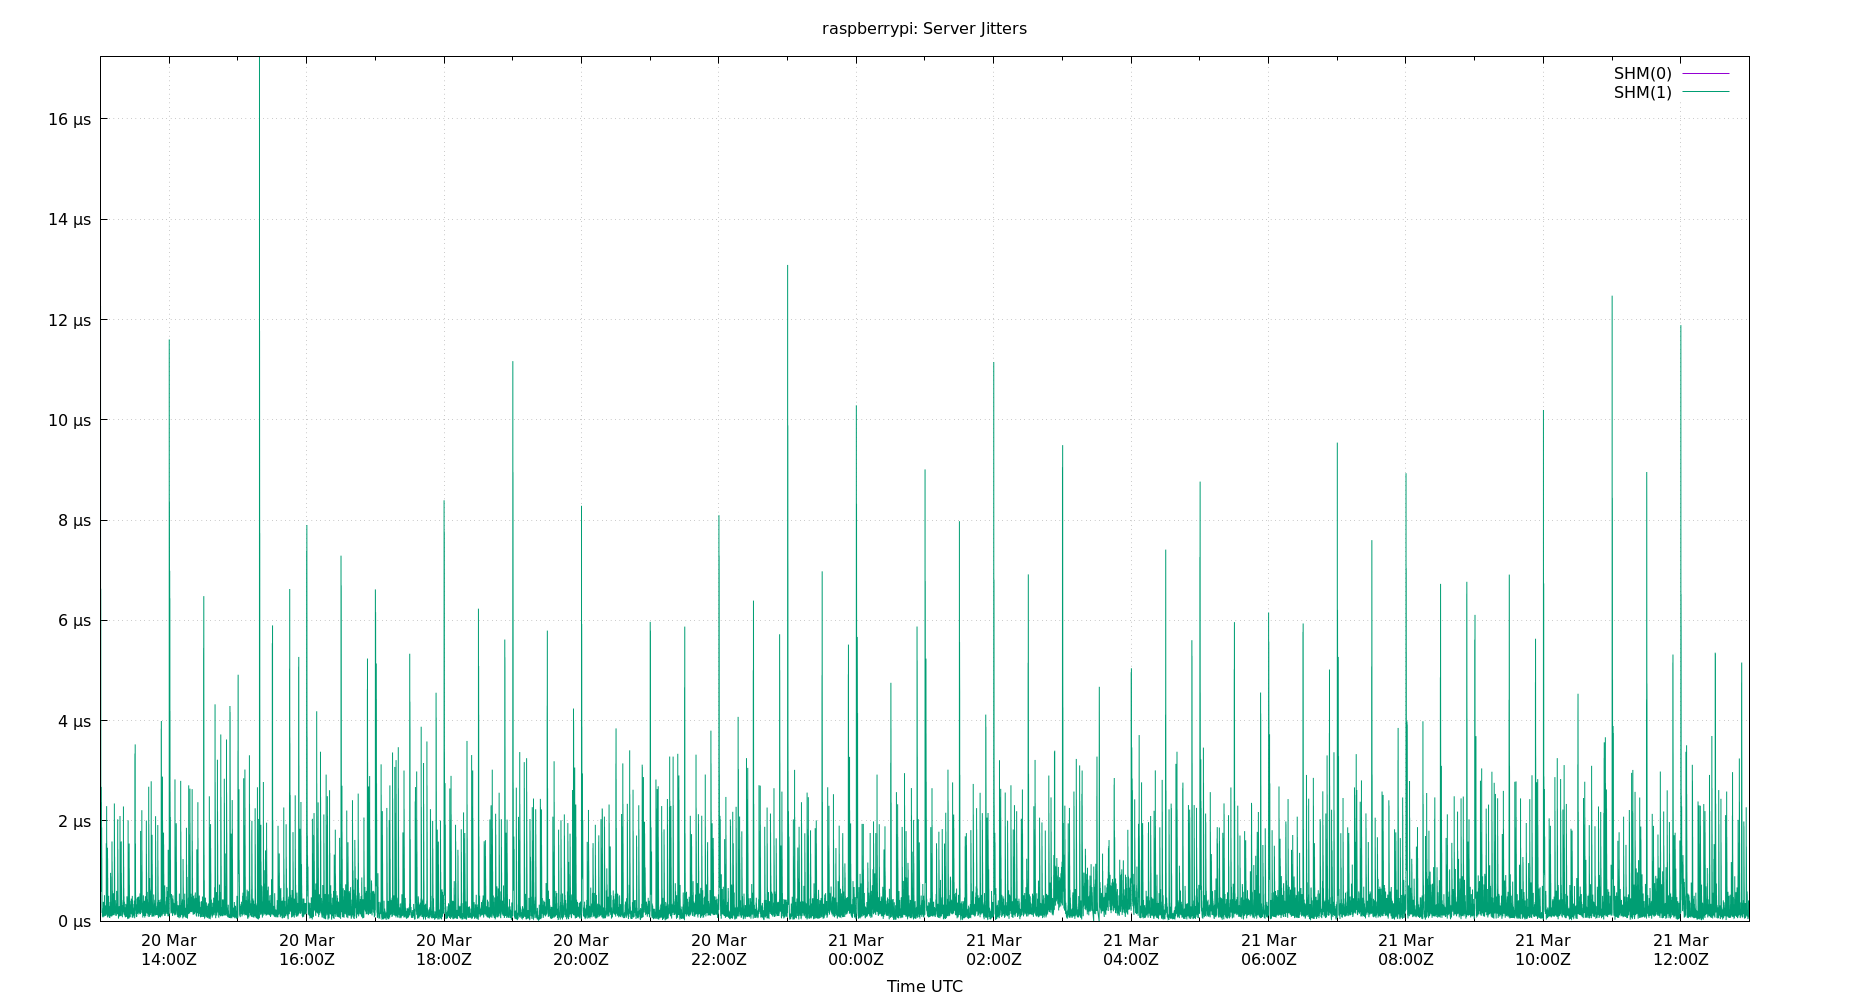 raspberrypi: Server Jitters
SHM(0)
SHM(1)
16 µs
14 µs
12 µs
10 µs
8 µs
6 µs
4 µs
2 µs
0 µs
20 Mar 20 Mar 20 Mar 20 Mar 20 Mar 21 Mar 21 Mar 21 Mar 21 Mar 21 Mar 21 Mar 21 Mar
14:00Z 16:00Z 18:00Z 20:00Z 22:00Z 00:00Z 02:00Z 04:00Z 06:00Z 08:00Z 10:00Z 12:00Z
Time UTC